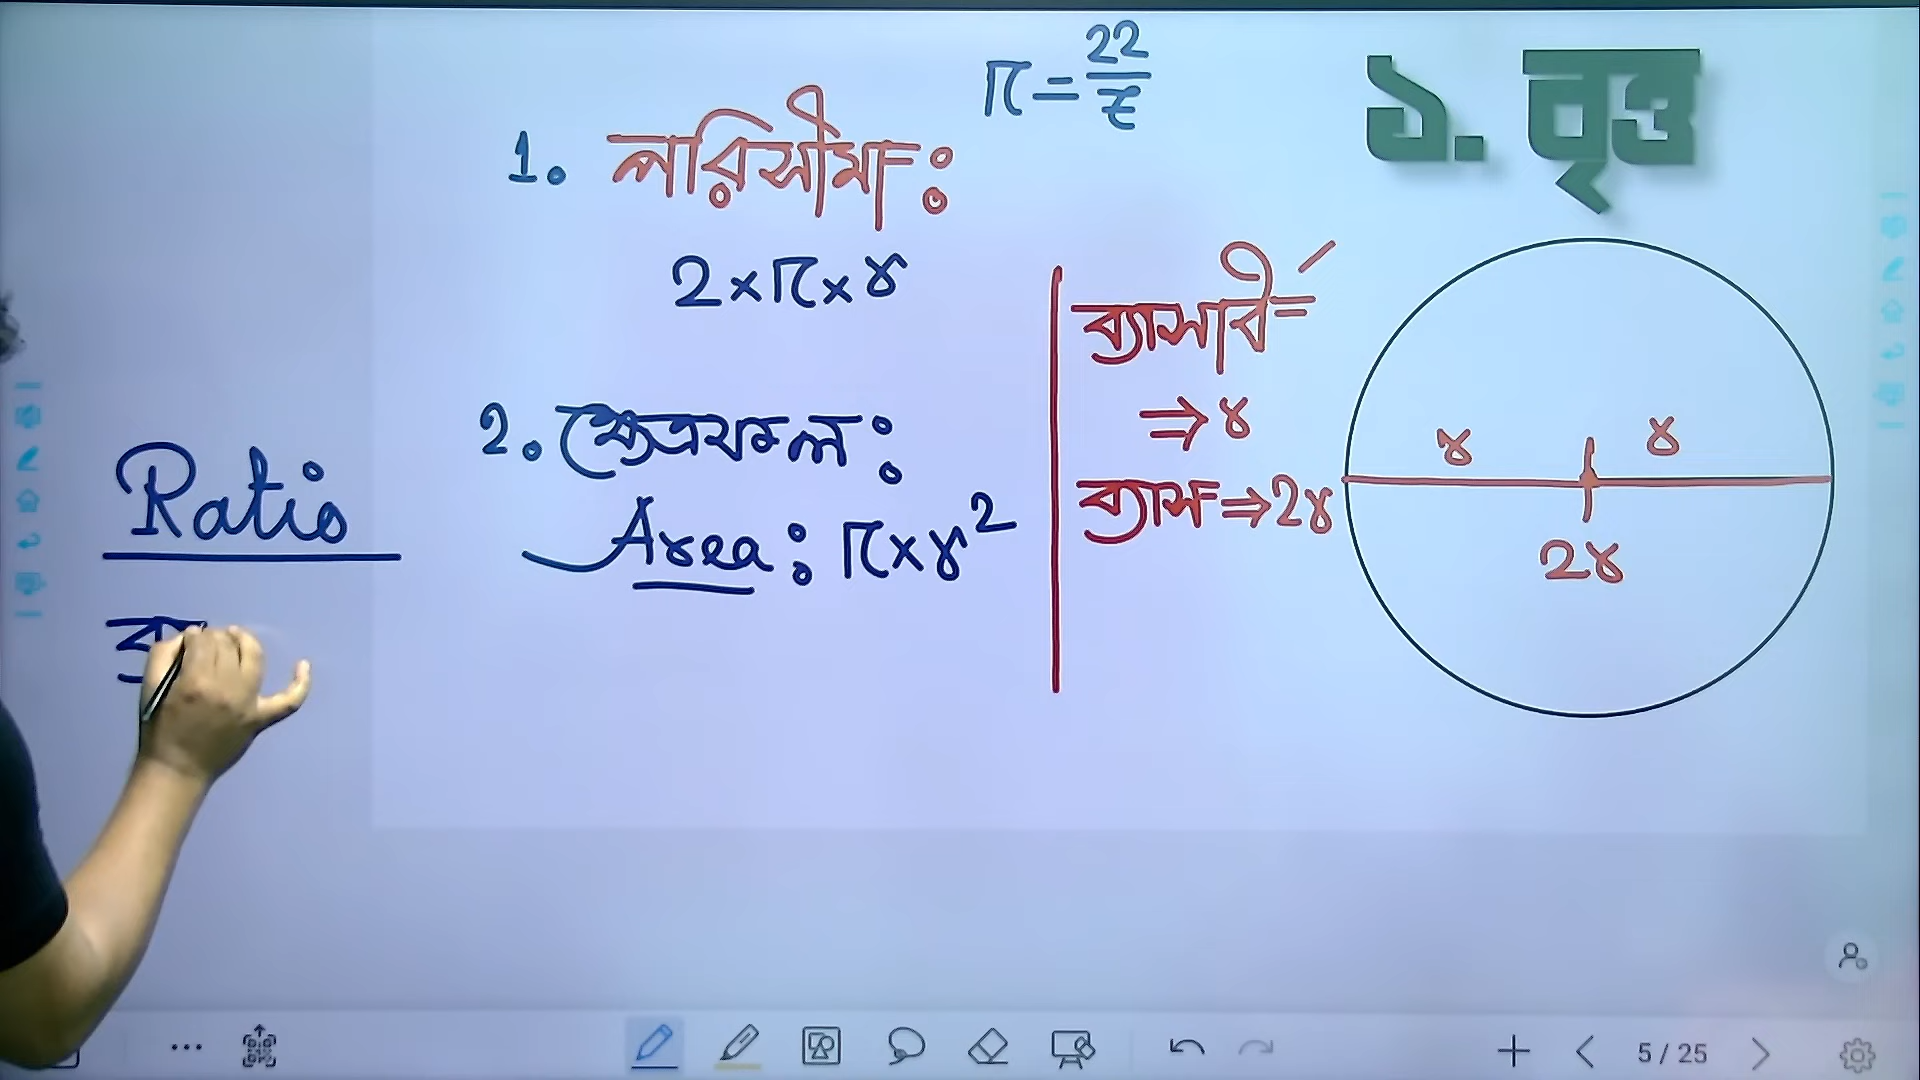 π = 22/7
১. বৃত্ত
1. পরিসীমা :
2×π×r
2. ক্ষেত্রফল :
Area : π×r²
ব্যাসার্ধ
⇒ r
ব্যাস ⇒ 2r
r r
2r
Ratio
5 / 25